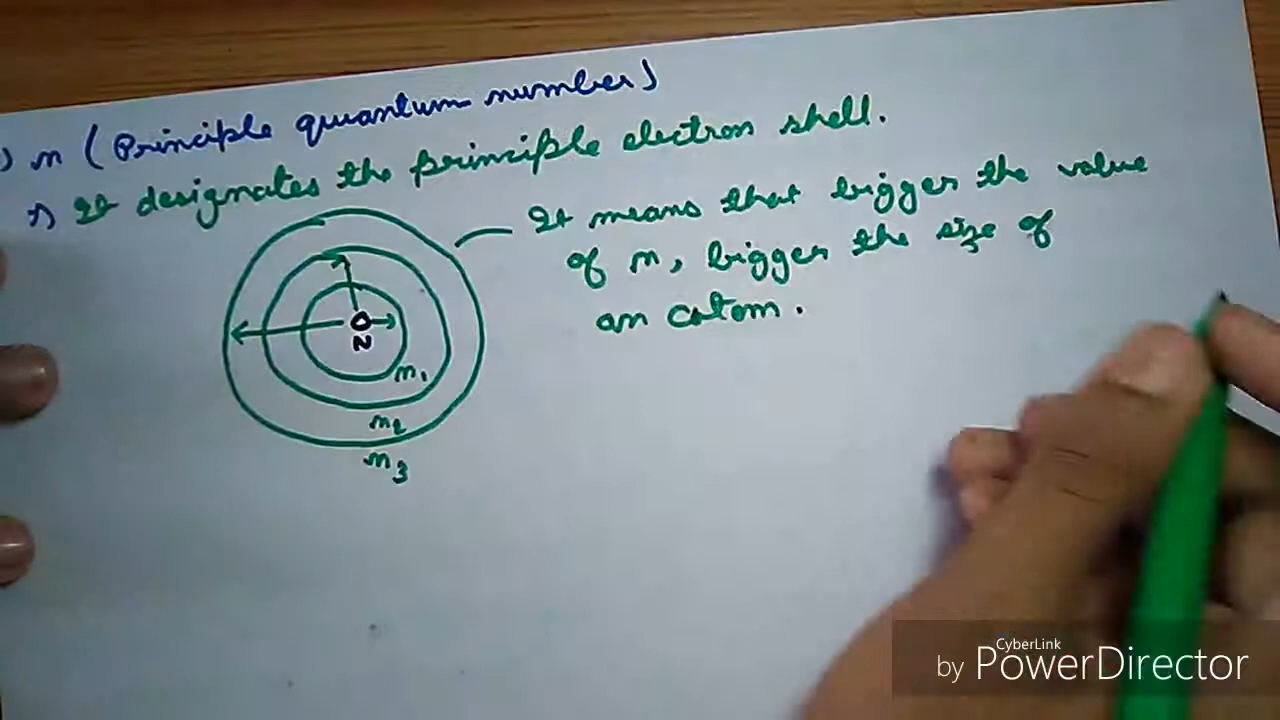 ) n (Principle quantum number)
1) It designates the principle electron shell.
It means that bigger the value
of n, bigger the size of
an atom.
N
n1
n2
n3
CyberLink
by PowerDirector